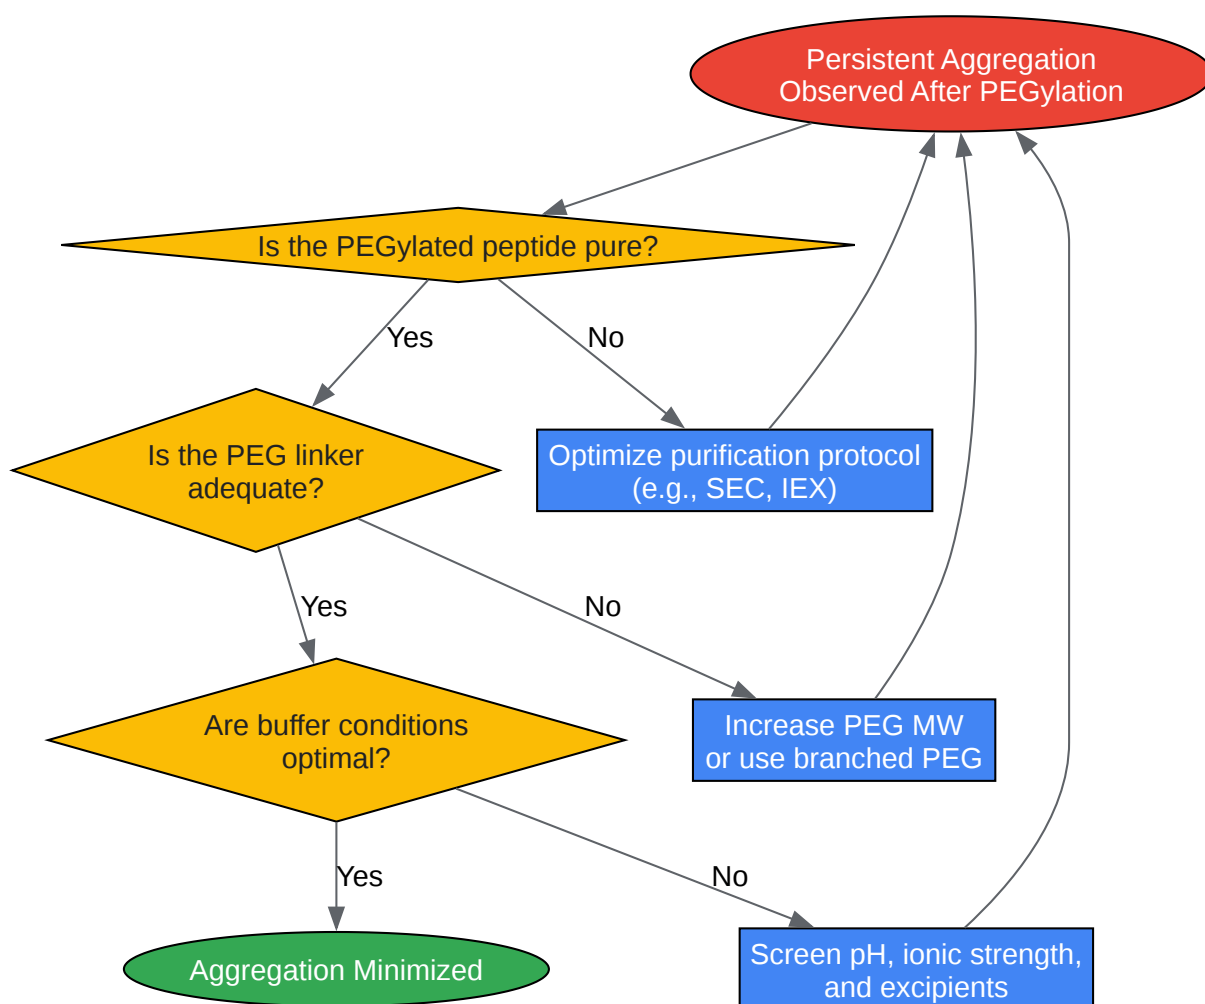 Persistent Aggregation
Observed After PEGylation
Is the PEGylated peptide pure?
Yes
No
Is the PEG linker
adequate?
Optimize purification protocol
(e.g., SEC, IEX)
Yes
No
Are buffer conditions
optimal?
Increase PEG MW
or use branched PEG
Yes
No
Aggregation Minimized
Screen pH, ionic strength,
and excipients